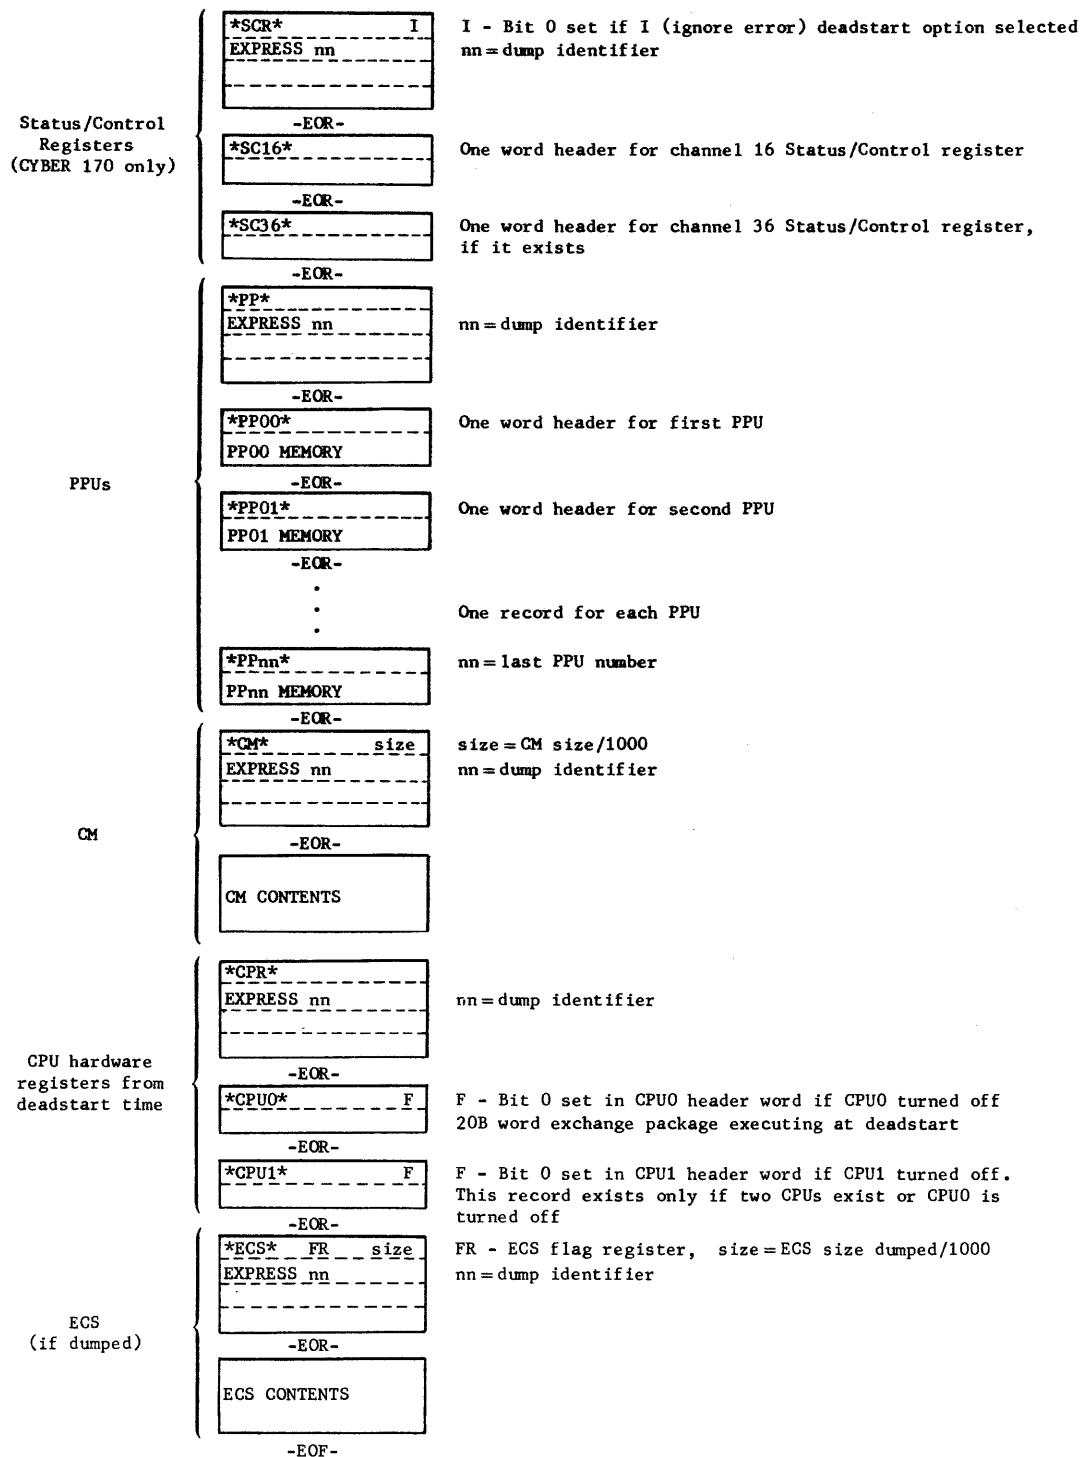 *SCR* I I - Bit 0 set if I (ignore error) deadstart option selected
EXPRESS nn nn = dump identifier
-EOR-
Status/Control
Registers
(CYBER 170 only)
*SC16* One word header for channel 16 Status/Control register
-EOR-
*SC36* One word header for channel 36 Status/Control register,
if it exists
-EOR-
*PP*
EXPRESS nn nn = dump identifier
-EOR-
*PP00* One word header for first PPU
PP00 MEMORY
PPUs
-EOR-
*PP01* One word header for second PPU
PP01 MEMORY
-EOR-
.
. One record for each PPU
.
*PPnn* nn = last PPU number
PPnn MEMORY
-EOR-
*CM* size size = CM size/1000
EXPRESS nn nn = dump identifier
CM
-EOR-
CM CONTENTS
*CPR*
EXPRESS nn nn = dump identifier
CPU hardware
registers from
deadstart time
-EOR-
*CPU0* F F - Bit 0 set in CPU0 header word if CPU0 turned off
20B word exchange package executing at deadstart
-EOR-
*CPU1* F F - Bit 0 set in CPU1 header word if CPU1 turned off.
This record exists only if two CPUs exist or CPU0 is
turned off
-EOR-
*ECS* FR size FR - ECS flag register, size = ECS size dumped/1000
EXPRESS nn nn = dump identifier
ECS
(if dumped)
-EOR-
ECS CONTENTS
-EOF-